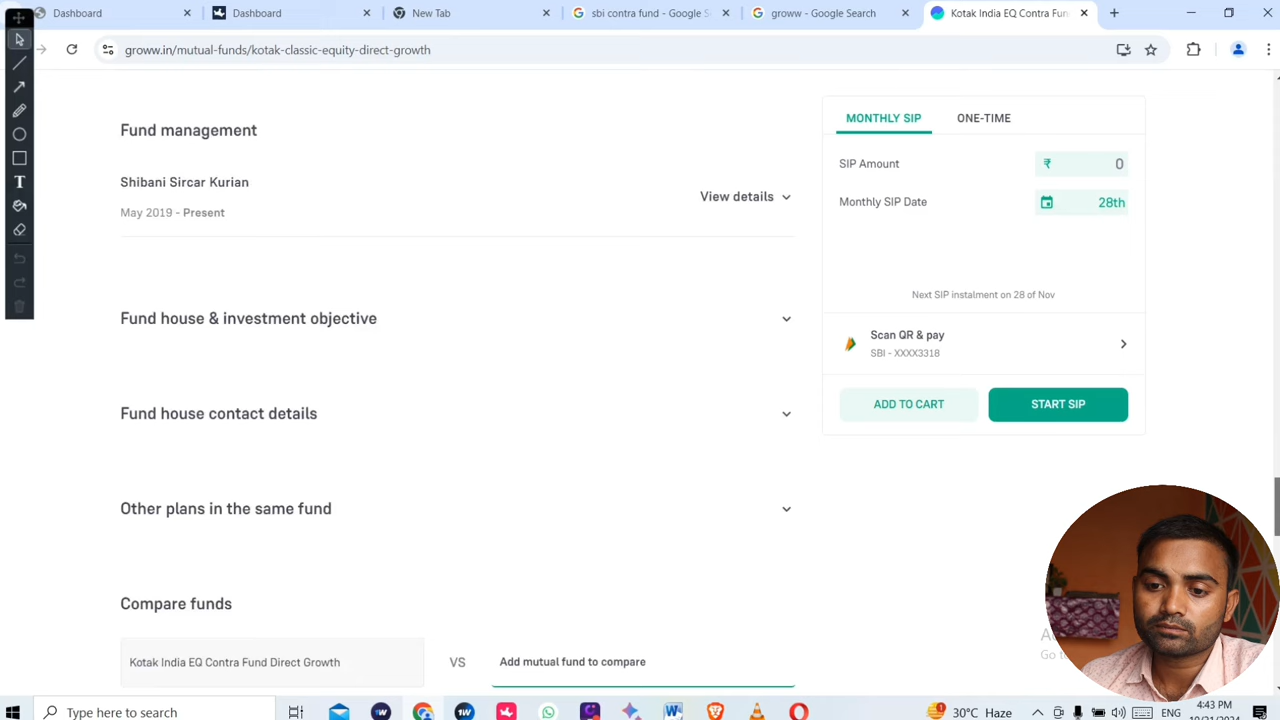 Dashboard
Dashboard
New Tab
sbi contra fund - Google
groww - Google Search
Kotak India EQ Contra Fun
groww.in/mutual-funds/kotak-classic-equity-direct-growth
T
Fund management
Shibani Sircar Kurian
May 2019 - Present
View details
Fund house & investment objective
Fund house contact details
Other plans in the same fund
Compare funds
Kotak India EQ Contra Fund Direct Growth
VS
Add mutual fund to compare
MONTHLY SIP
ONE-TIME
SIP Amount
₹ 0
Monthly SIP Date
28th
Next SIP instalment on 28 of Nov
Scan QR & pay
SBI - XXXX3318
ADD TO CART
START SIP
Go to
Type here to search
30°C Haze
ENG
4:43 PM